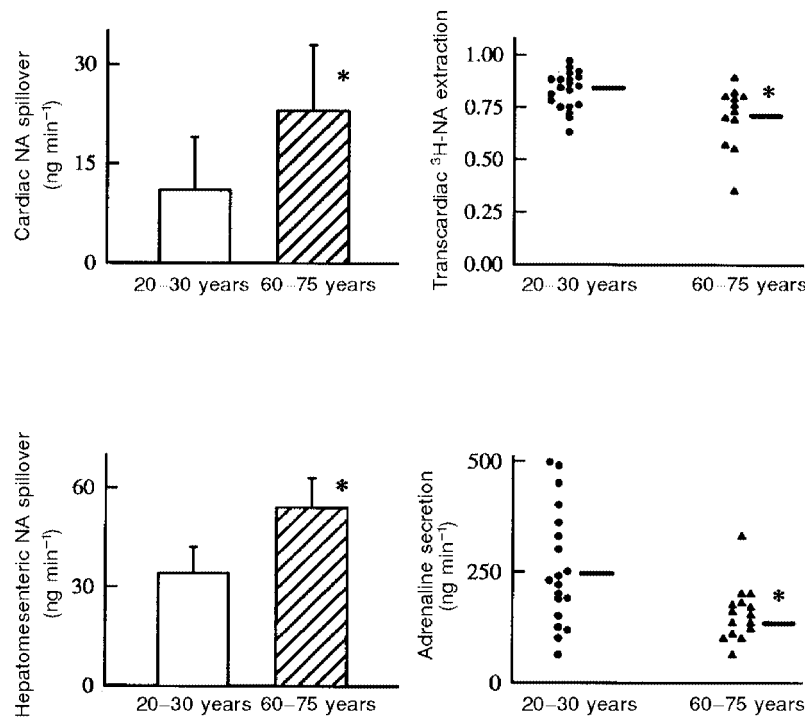 Cardiac NA spillover
(ng min⁻¹)
30
15
0
*
20–30 years 60–75 years
Transcardiac ³H-NA extraction
1.00
0.75
0.50
0.25
0.00
*
20–30 years 60–75 years
Hepatomesenteric NA spillover
(ng min⁻¹)
60
30
0
*
20–30 years 60–75 years
Adrenaline secretion
(ng min⁻¹)
500
250
0
*
20–30 years 60–75 years